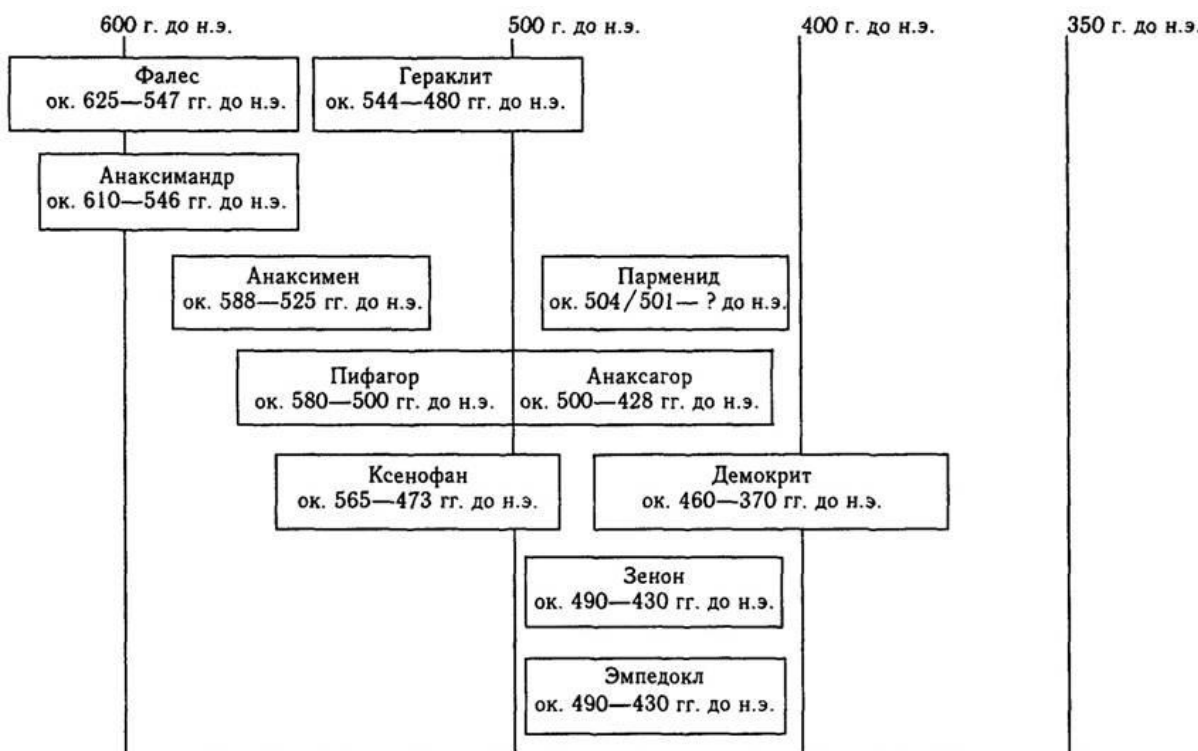 600 г. до н.э.
500 г. до н.э.
400 г. до н.э.
350 г. до н.э.
Фалес
ок. 625—547 гг. до н.э.
Гераклит
ок. 544—480 гг. до н.э.
Анаксимандр
ок. 610—546 гг. до н.э.
Анаксимен
ок. 588—525 гг. до н.э.
Парменид
ок. 504/501— ? до н.э.
Пифагор
ок. 580—500 гг. до н.э.
Анаксагор
ок. 500—428 гг. до н.э.
Ксенофан
ок. 565—473 гг. до н.э.
Демокрит
ок. 460—370 гг. до н.э.
Зенон
ок. 490—430 гг. до н.э.
Эмпедокл
ок. 490—430 гг. до н.э.